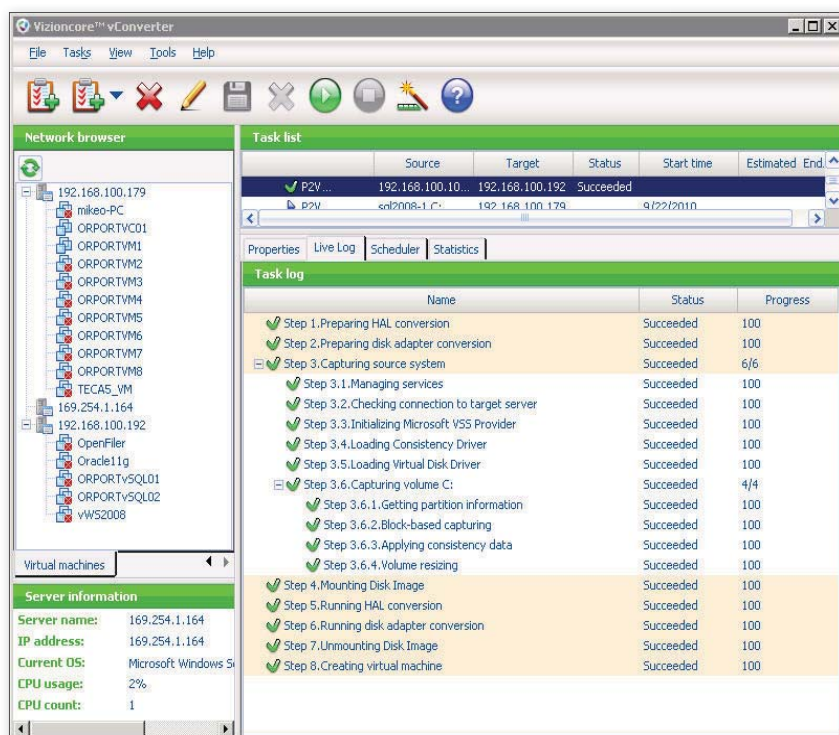 Vizioncore™ vConverter
File Tasks View Tools Help
Network browser
192.168.100.179
mikeo-PC
ORPORTVC01
ORPORTVM1
ORPORTVM2
ORPORTVM3
ORPORTVM4
ORPORTVM5
ORPORTVM6
ORPORTVM7
ORPORTVM8
TECA5_VM
169.254.1.164
192.168.100.192
OpenFiler
Oracle11g
ORPORTvSQL01
ORPORTvSQL02
vWS2008
Virtual machines
Server information
Server name: 169.254.1.164
IP address: 169.254.1.164
Current OS: Microsoft Windows Se
CPU usage: 2%
CPU count: 1
Task list
Source Target Status Start time Estimated End.
P2V... 192.168.100.10... 192.168.100.192 Succeeded
P2V sql2008-1 C: 192.168.100.179 9/22/2010
Properties Live Log Scheduler Statistics
Task log
Name Status Progress
Step 1.Preparing HAL conversion Succeeded 100
Step 2.Preparing disk adapter conversion Succeeded 100
Step 3.Capturing source system Succeeded 6/6
Step 3.1.Managing services Succeeded 100
Step 3.2.Checking connection to target server Succeeded 100
Step 3.3.Initializing Microsoft VSS Provider Succeeded 100
Step 3.4.Loading Consistency Driver Succeeded 100
Step 3.5.Loading Virtual Disk Driver Succeeded 100
Step 3.6.Capturing volume C: Succeeded 4/4
Step 3.6.1.Getting partition information Succeeded 100
Step 3.6.2.Block-based capturing Succeeded 100
Step 3.6.3.Applying consistency data Succeeded 100
Step 3.6.4.Volume resizing Succeeded 100
Step 4.Mounting Disk Image Succeeded 100
Step 5.Running HAL conversion Succeeded 100
Step 6.Running disk adapter conversion Succeeded 100
Step 7.Unmounting Disk Image Succeeded 100
Step 8.Creating virtual machine Succeeded 100